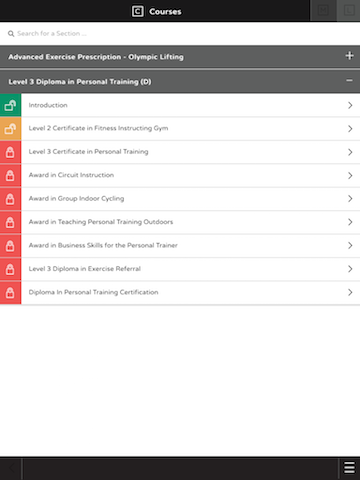 C Courses
Search for a Section ...
Advanced Exercise Prescription - Olympic Lifting
Level 3 Diploma in Personal Training (D)
Introduction
Level 2 Certificate in Fitness Instructing Gym
Level 3 Certificate in Personal Training
Award in Circuit Instruction
Award in Group Indoor Cycling
Award in Teaching Personal Training Outdoors
Award in Business Skills for the Personal Trainer
Level 3 Diploma in Exercise Referral
Diploma In Personal Training Certification